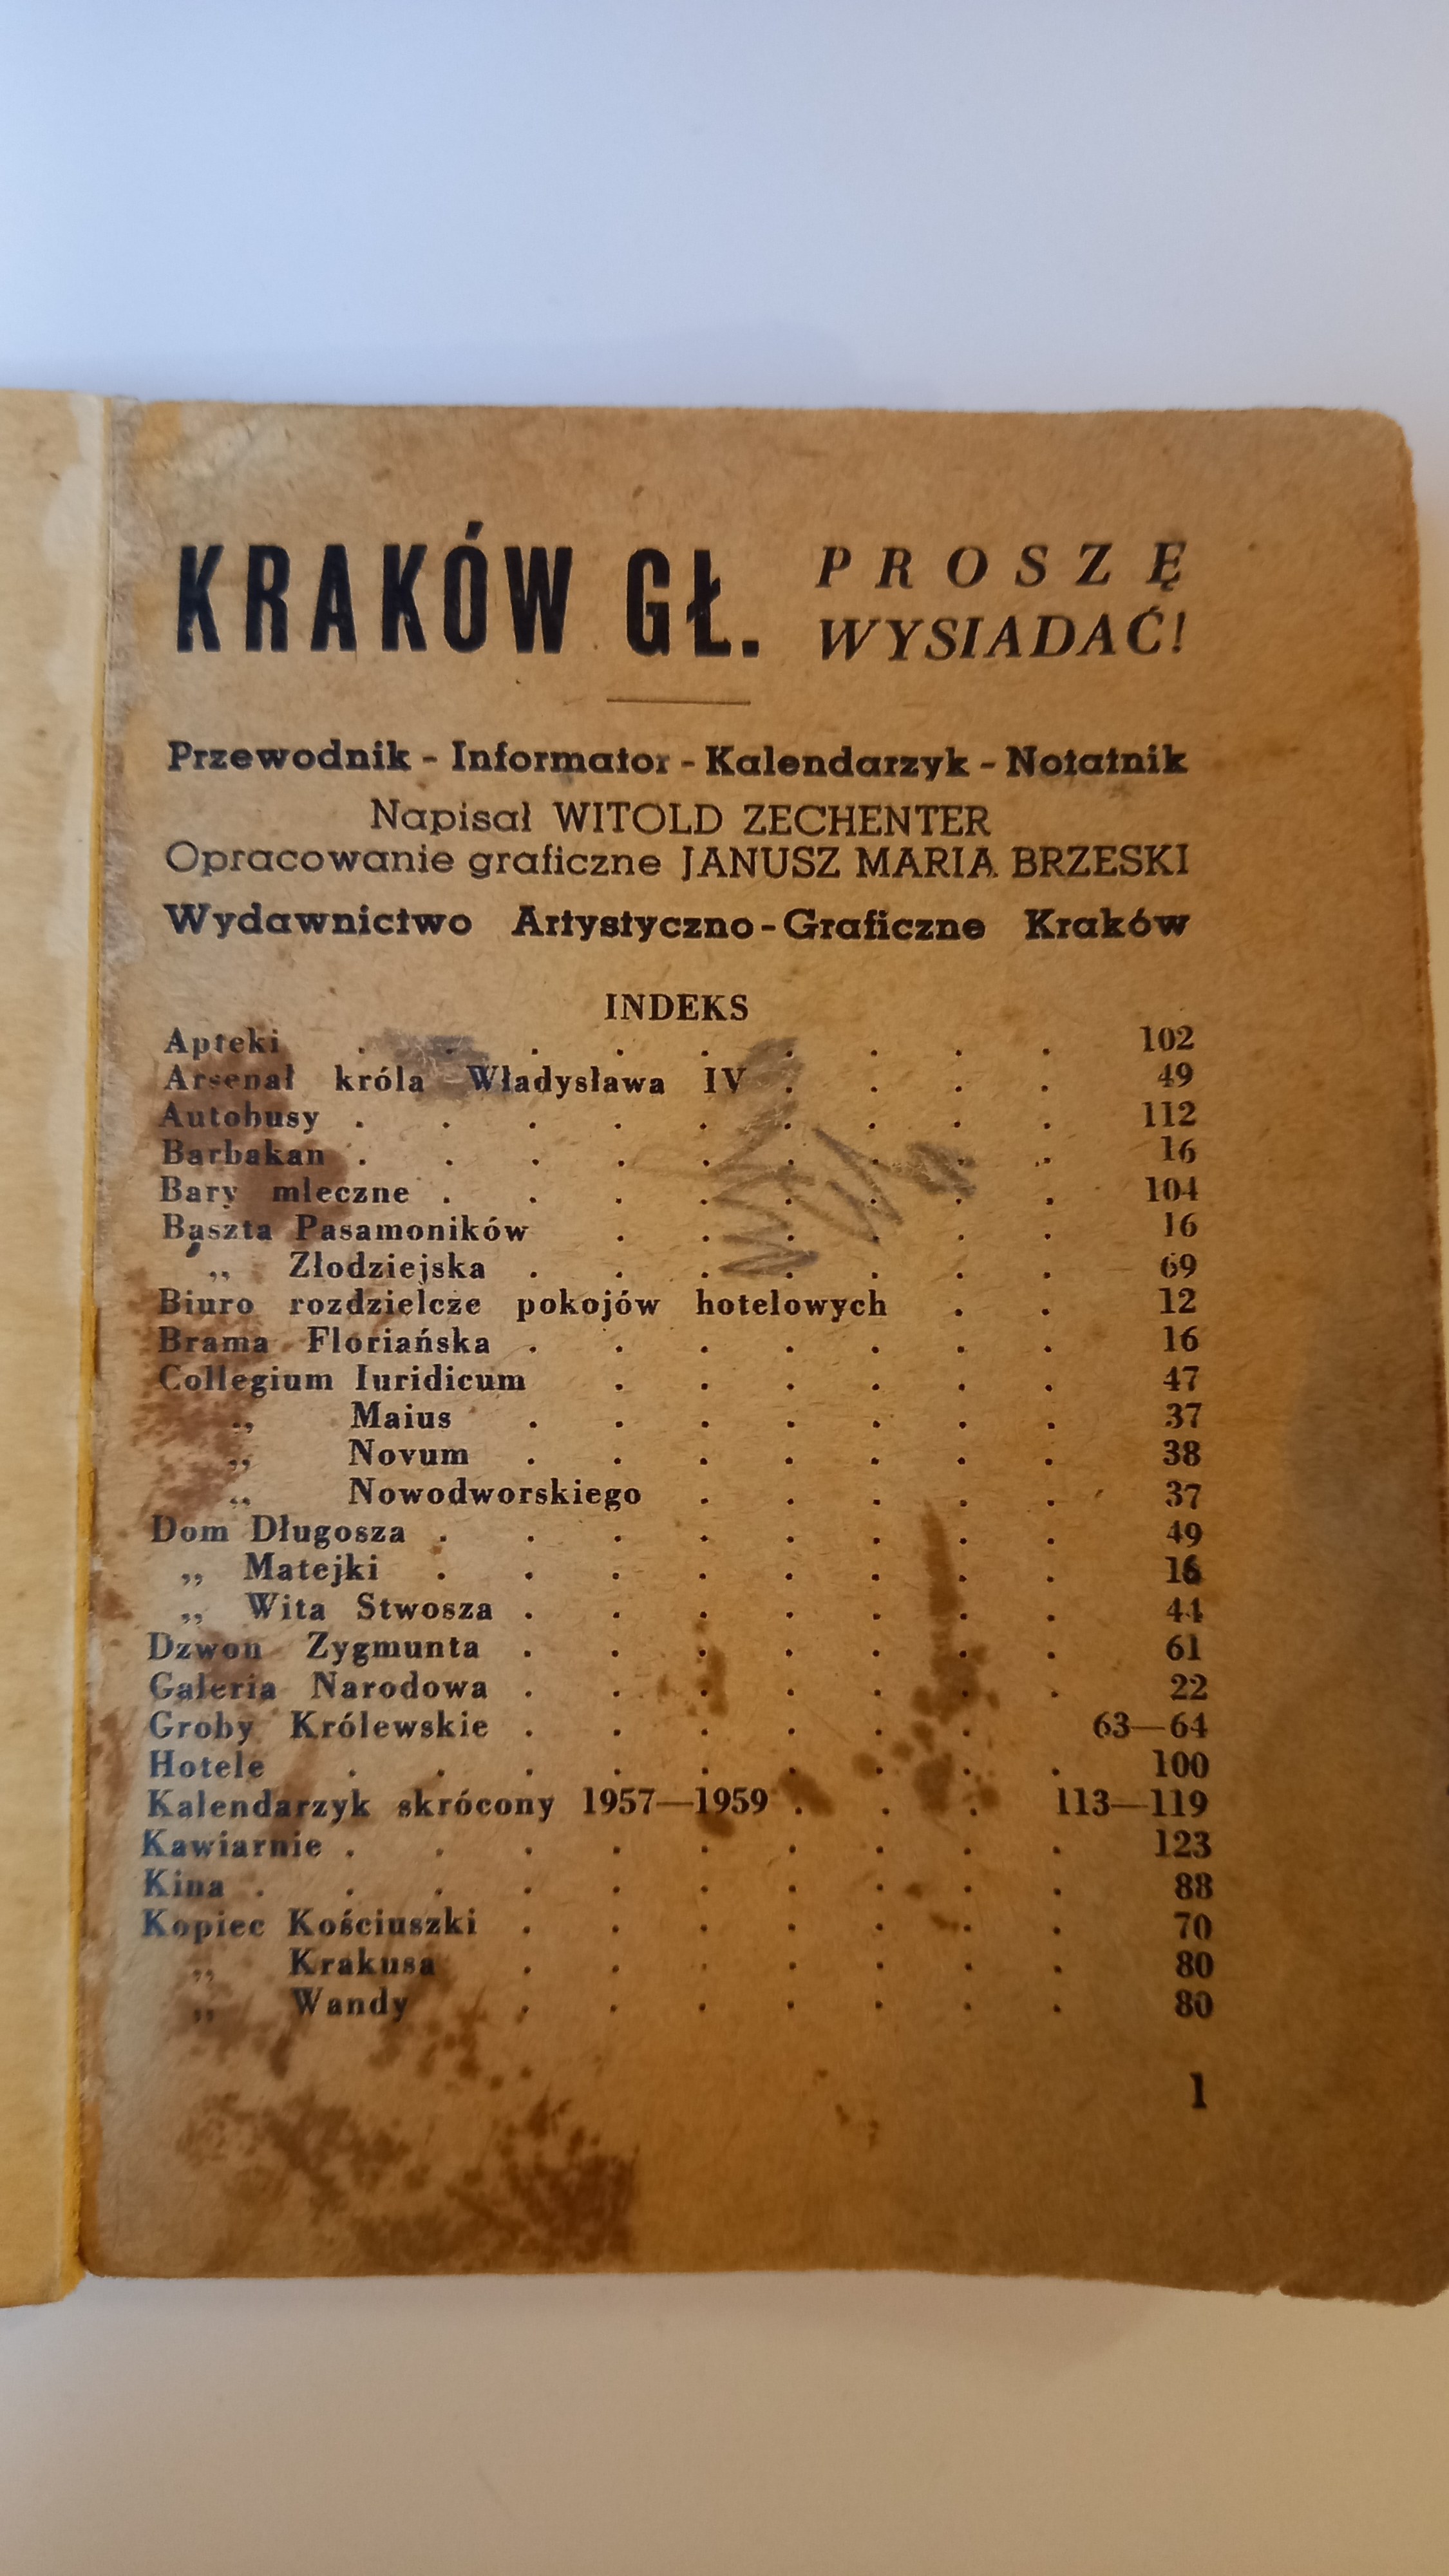 KRAKÓW GŁ. PROSZĘ
WYSIADAĆ!
Przewodnik - Informator - Kalendarzyk - Notatnik
Napisał WITOLD ZECHENTER
Opracowanie graficzne JANUSZ MARIA BRZESKI
Wydawnictwo Artystyczno-Graficzne Kraków
INDEKS
Apteki . . . . . . . . . 102
Arsenał króla Władysława IV . . . . 49
Autobusy . . . . . . . . . 112
Barbakan . . . . . . . . . 16
Bary mleczne . . . . . . . . 104
Baszta Pasamoników . . . . . . 16
„ Złodziejska . . . . . . . 69
Biuro rozdzielcze pokojów hotelowych . . 12
Brama Floriańska . . . . . . . 16
Collegium Iuridicum . . . . . . 47
„ Maius . . . . . . . 37
„ Novum . . . . . . . 38
„ Nowodworskiego . . . . . 37
Dom Długosza . . . . . . . . 49
„ Matejki . . . . . . . . 16
„ Wita Stwosza . . . . . . . 44
Dzwon Zygmunta . . . . . . . 61
Galeria Narodowa . . . . . . . 22
Groby Królewskie . . . . . . 63—64
Hotele . . . . . . . . . 100
Kalendarzyk skrócony 1957—1959 . . . 113—119
Kawiarnie . . . . . . . . . 123
Kina . . . . . . . . . . 88
Kopiec Kościuszki . . . . . . . 70
„ Krakusa . . . . . . . 80
„ Wandy . . . . . . . 80
1